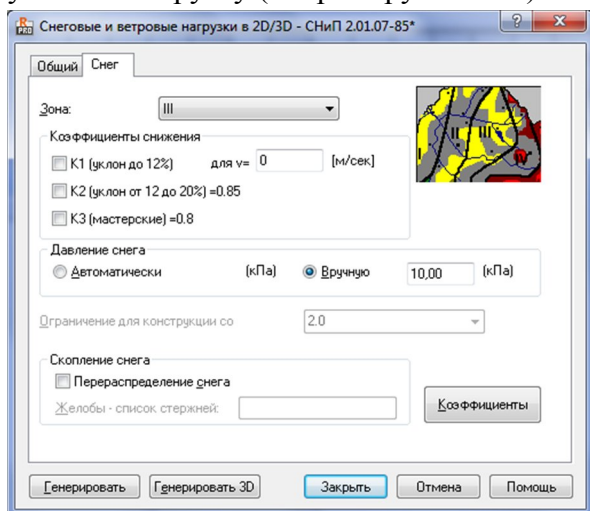 Снеговые и ветровые нагрузки в 2D/3D - СНиП 2.01.07-85*
Общий Снег
Зона: III
Коэффициенты снижения
K1 (уклон до 12%) для v= 0 [м/сек]
K2 (уклон от 12 до 20%) =0.85
K3 (мастерские) =0.8
Давление снега
Автоматически (кПа) Вручную 10,00 (кПа)
Ограничение для конструкции со 2.0
Скопление снега
Перераспределение снега
Желобы - список стержней:
Коэффициенты
Генерировать Генерировать 3D Закрыть Отмена Помощь